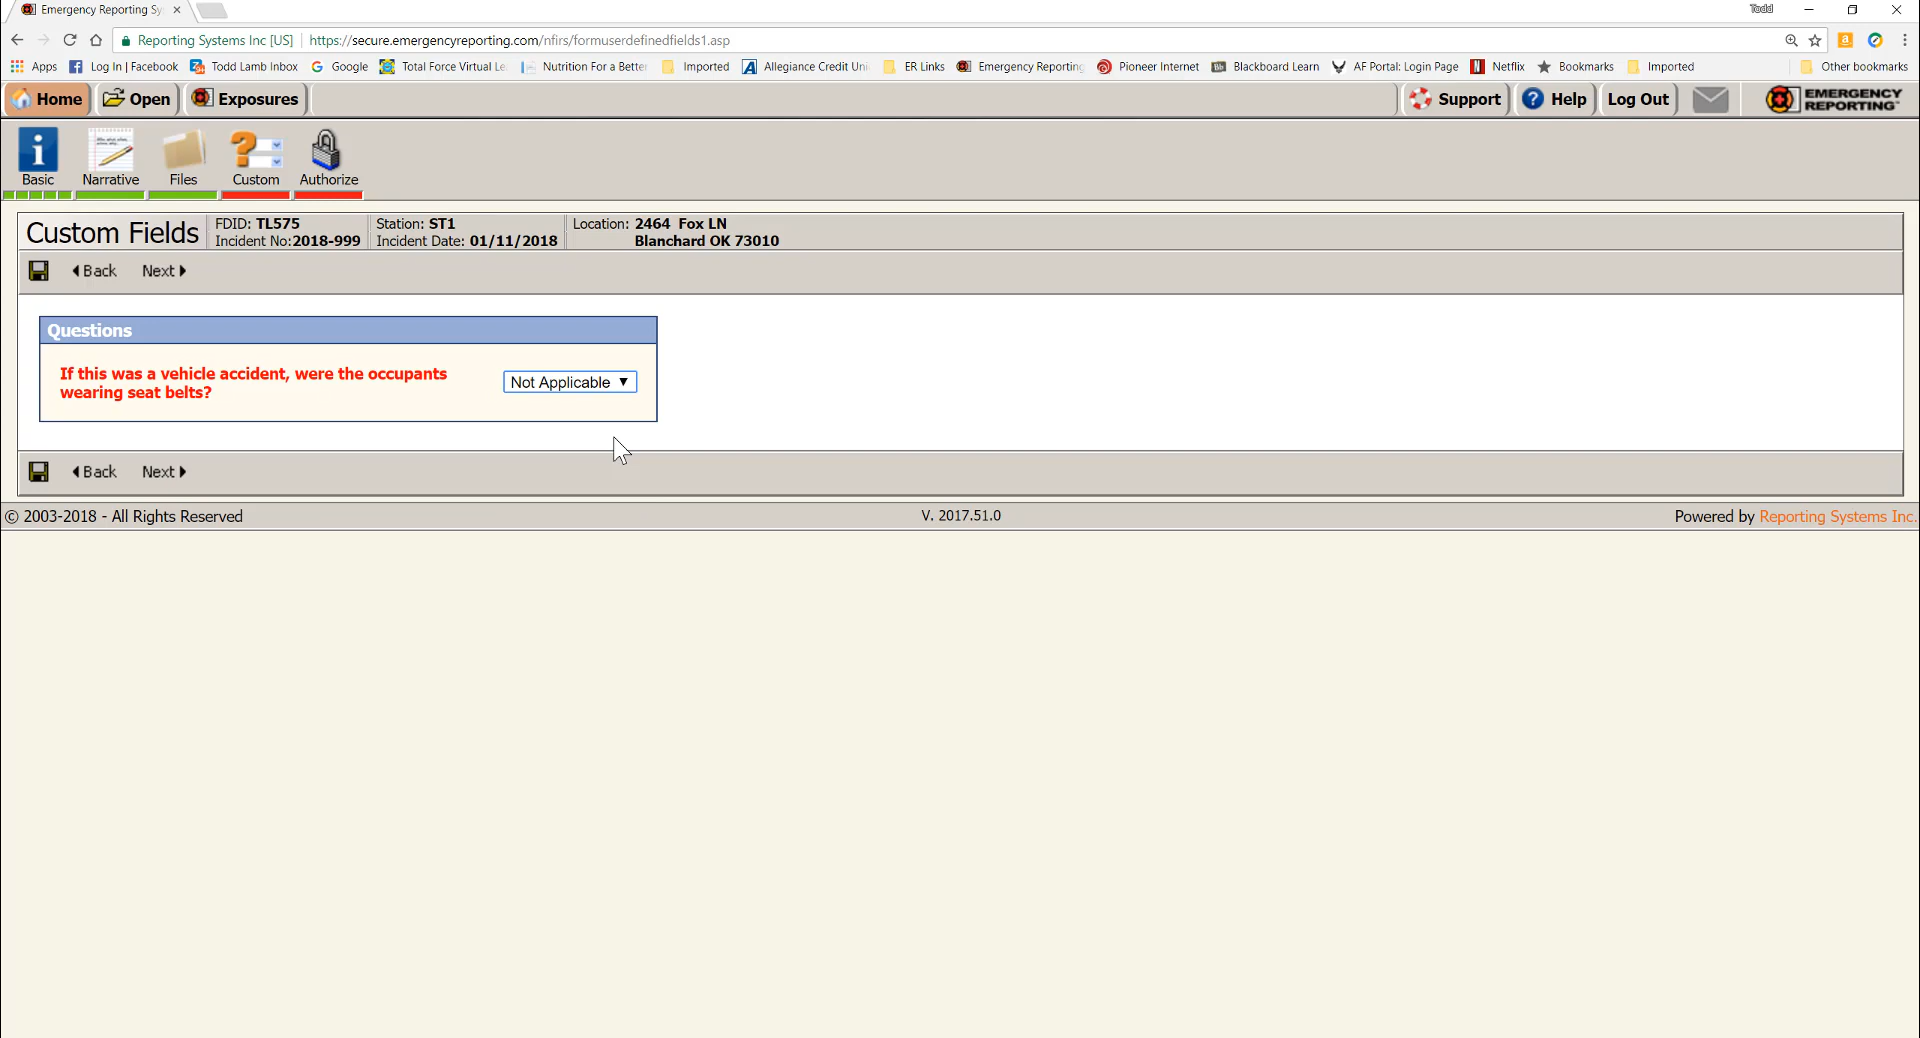 Emergency Reporting Sy
Todd
Reporting Systems Inc [US] https://secure.emergencyreporting.com/nfirs/formuserdefinedfields1.asp
Apps Log In | Facebook Todd Lamb Inbox Google Total Force Virtual Le Nutrition For a Better Imported Allegiance Credit Uni ER Links Emergency Reporting Pioneer Internet Bb Blackboard Learn AF Portal: Login Page Netflix Bookmarks Imported Other bookmarks
Home Open Exposures Support Help Log Out EMERGENCY
REPORTING
Basic Narrative Files Custom Authorize
Custom Fields
FDID: TL575 Station: ST1 Location: 2464 Fox LN
Incident No:2018-999 Incident Date: 01/11/2018 Blanchard OK 73010
Back Next
Questions
If this was a vehicle accident, were the occupants
wearing seat belts?
Not Applicable
Back Next
© 2003-2018 - All Rights Reserved V. 2017.51.0 Powered by Reporting Systems Inc.